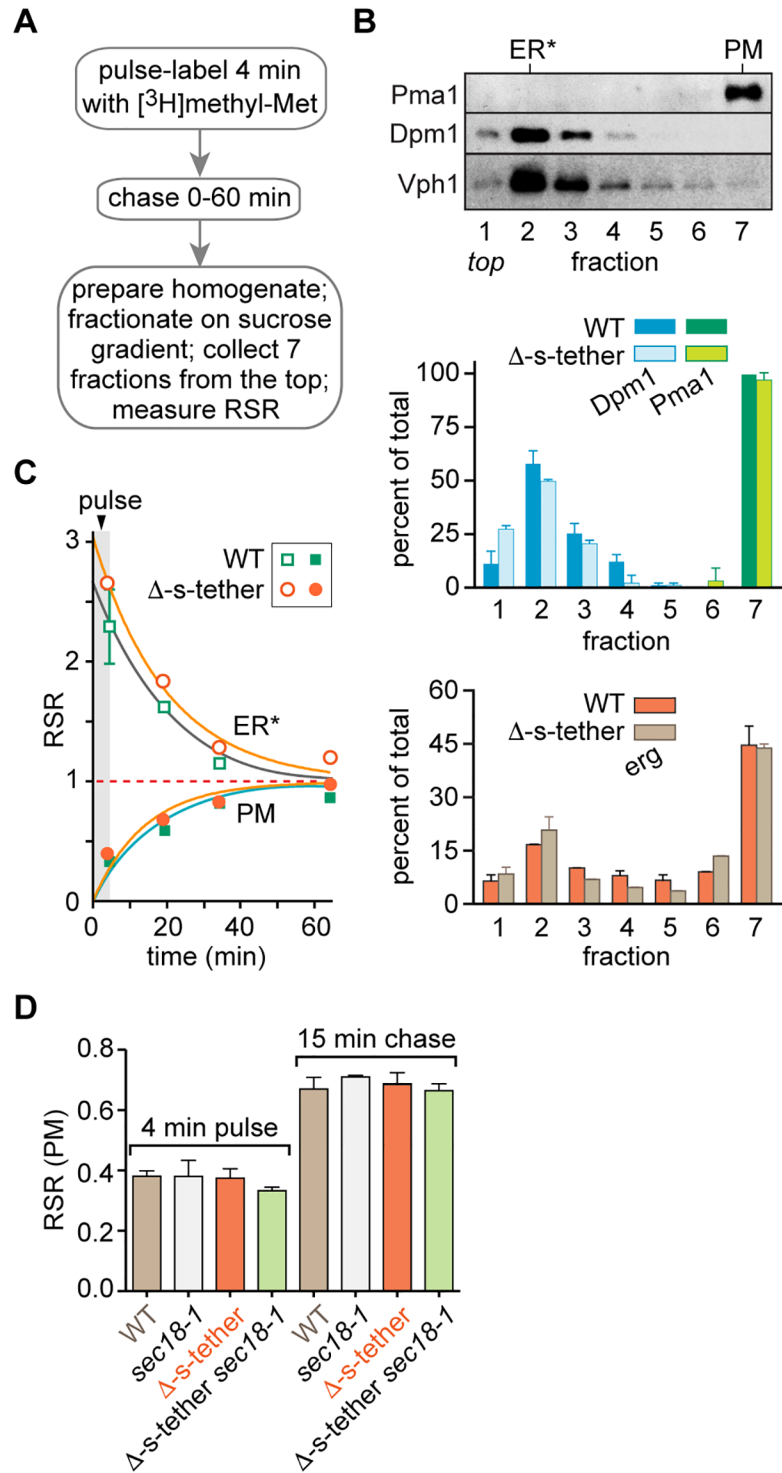 A
pulse-label 4 min
with [³H]methyl-Met
chase 0-60 min
prepare homogenate;
fractionate on sucrose
gradient; collect 7
fractions from the top;
measure RSR
B
ER* PM
Pma1
Dpm1
Vph1
1 2 3 4 5 6 7
top fraction
WT
Δ-s-tether
Dpm1 Pma1
percent of total
100
75
50
25
0
1 2 3 4 5 6 7
fraction
WT
Δ-s-tether
erg
percent of total
60
45
30
15
0
1 2 3 4 5 6 7
fraction
C
pulse
WT
Δ-s-tether
RSR
3
2
1
0
ER*
PM
0 20 40 60
time (min)
D
15 min chase
4 min pulse
RSR (PM)
0.8
0.6
0.4
0.2
0.0
WT
sec18-1
Δ-s-tether
Δ-s-tether sec18-1
WT
sec18-1
Δ-s-tether
Δ-s-tether sec18-1